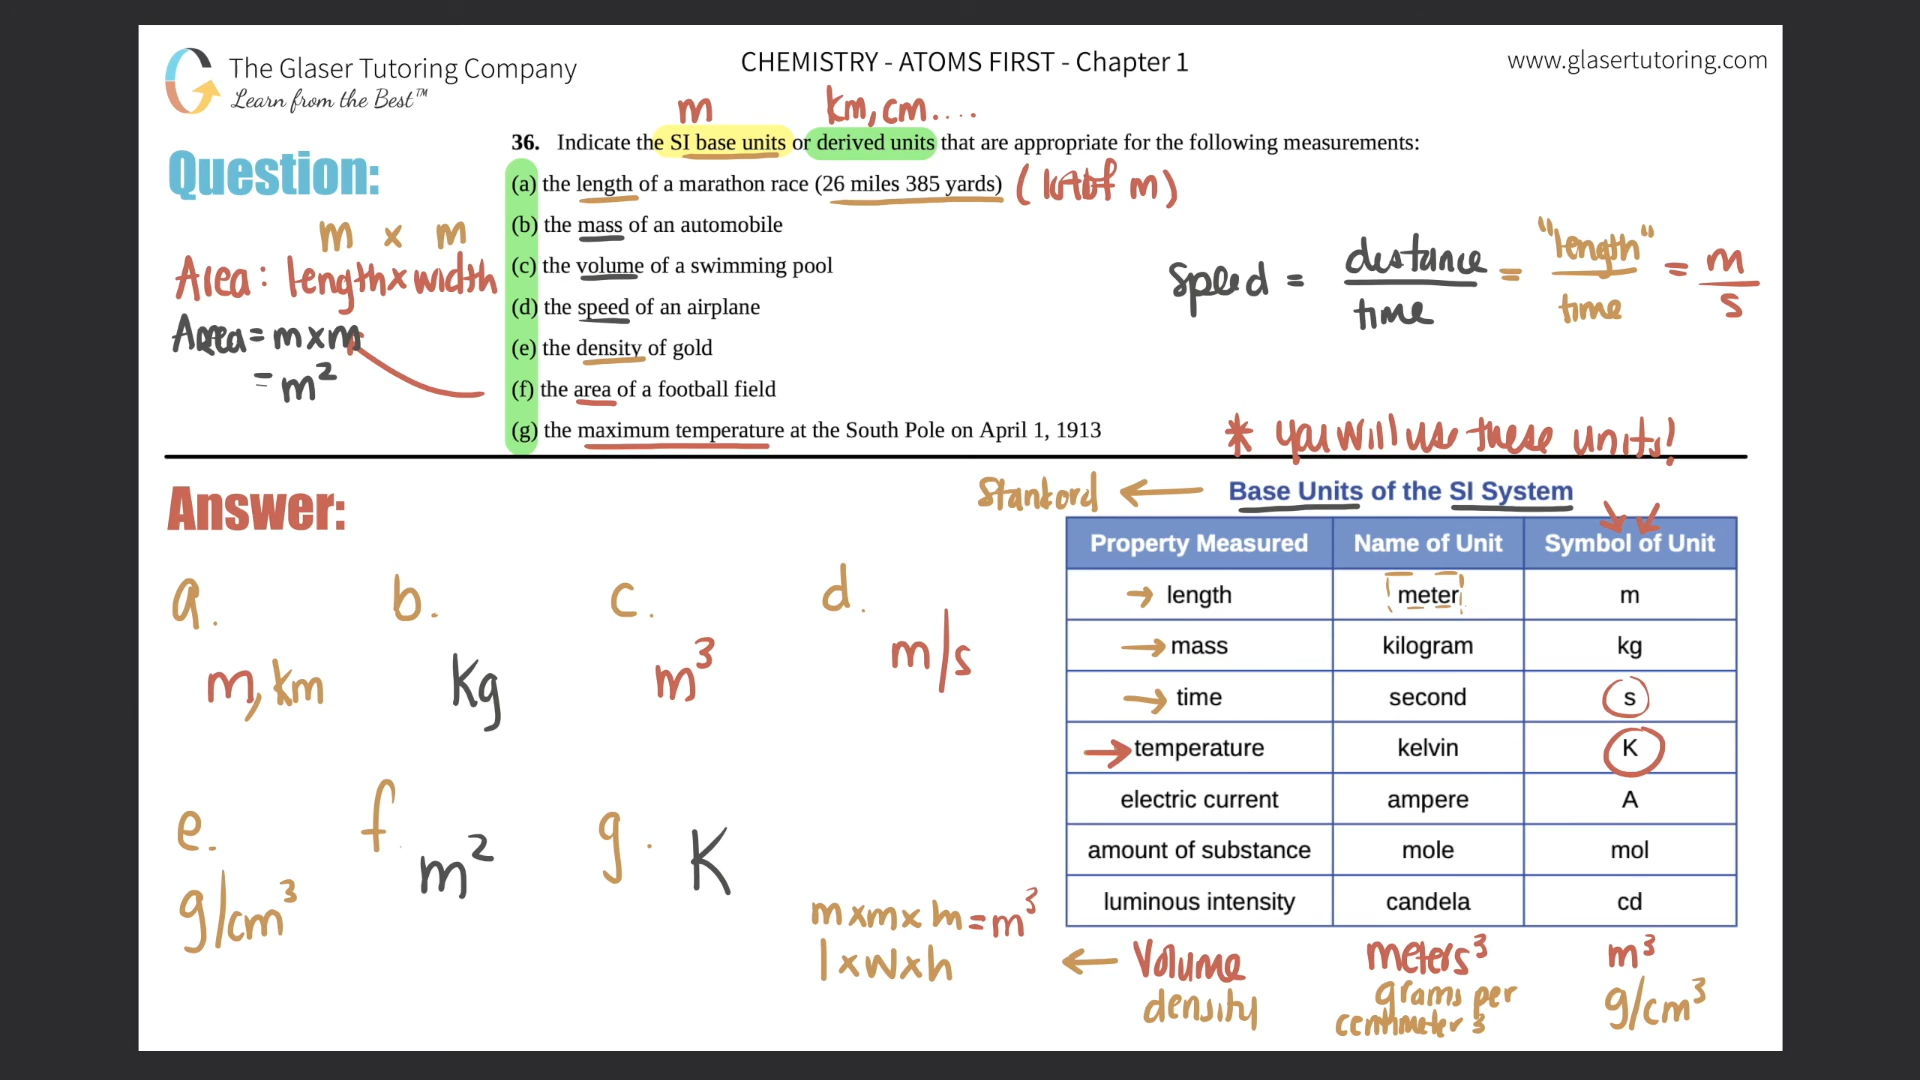 The Glaser Tutoring Company
Learn from the Best™
CHEMISTRY - ATOMS FIRST - Chapter 1
www.glasertutoring.com
m
km, cm....
Question:
36. Indicate the SI base units or derived units that are appropriate for the following measurements:
(a) the length of a marathon race (26 miles 385 yards) (lot of m)
(b) the mass of an automobile
(c) the volume of a swimming pool
(d) the speed of an airplane
(e) the density of gold
(f) the area of a football field
(g) the maximum temperature at the South Pole on April 1, 1913
m x m
Area: length x width
Area = m x m
= m²
speed = distance / time = "length" / time = m / s
* you will use these units!
Answer:
Stankord
Base Units of the SI System
Property Measured Name of Unit Symbol of Unit
length meter m
mass kilogram kg
time second s
temperature kelvin K
electric current ampere A
amount of substance mole mol
luminous intensity candela cd
Volume meters³ m³
density grams per centimeter³ g/cm³
a.
m, km
b.
kg
c.
m³
d.
m/s
e.
g/cm³
f.
m²
g. K
m x m x m = m³
l x w x h